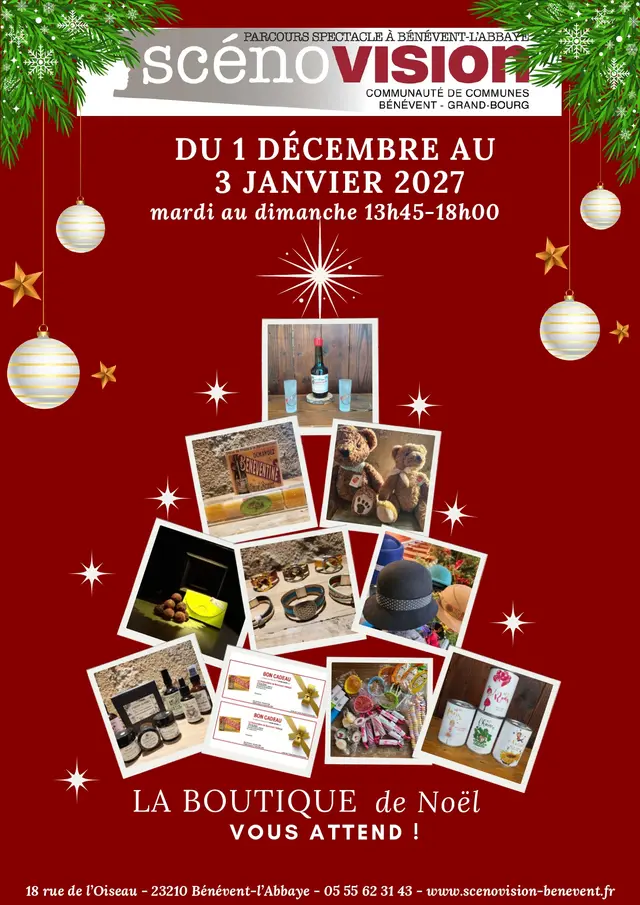 PARCOURS SPECTACLE À BÉNÉVENT-L'ABBAYE
scénovision
COMMUNAUTÉ DE COMMUNES
BÉNÉVENT - GRAND-BOURG
DU 1 DÉCEMBRE AU
3 JANVIER 2027
mardi au dimanche 13h45-18h00
BÉNÉVENTINE
BON CADEAU
BON CADEAU
LA BOUTIQUE de Noël
VOUS ATTEND !
18 rue de l'Oiseau - 23210 Bénévent-l'Abbaye - 05 55 62 31 43 - www.scenovision-benevent.fr